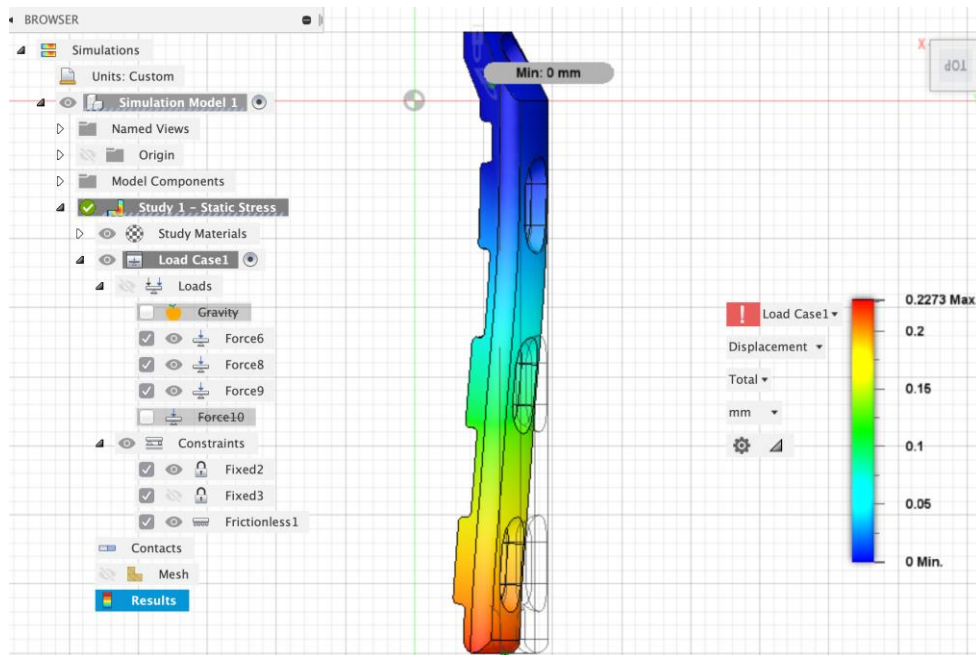 BROWSER
Simulations
Units: Custom
Simulation Model 1
Named Views
Origin
Model Components
Study 1 - Static Stress
Study Materials
Load Case1
Loads
Gravity
Force6
Force8
Force9
Force10
Constraints
Fixed2
Fixed3
Frictionless1
Contacts
Mesh
Results
Min: 0 mm
X
TOP
! Load Case1
Displacement
Total
mm
0.2273 Max
0.2
0.15
0.1
0.05
0 Min.